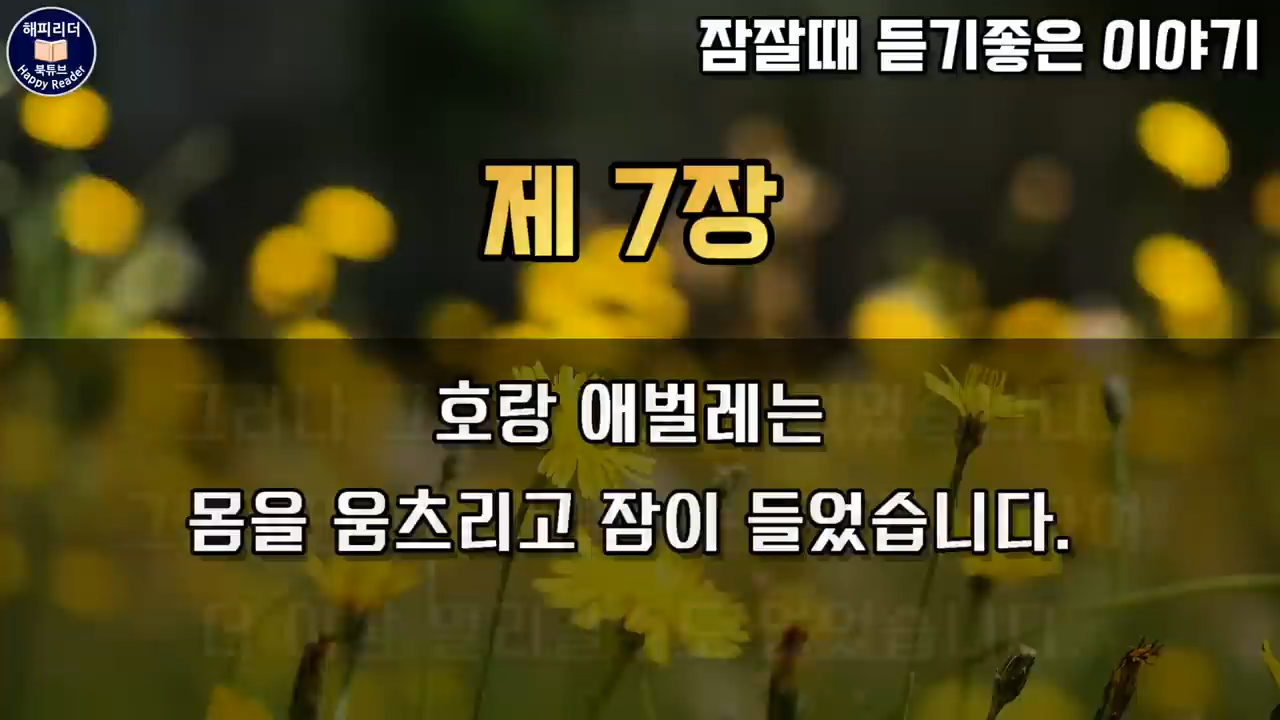 해피리더
북튜브
Happy Reader
잠잘때 듣기좋은 이야기
제 7장
호랑 애벌레는
몸을 움츠리고 잠이 들었습니다.